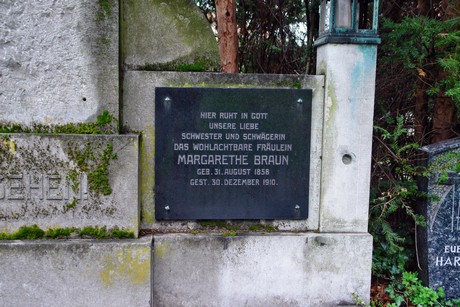 HIER RUHT IN GOTT
UNSERE LIEBE
SCHWESTER UND SCHWÄGERIN
DAS WOHLACHTBARE FRÄULEIN
MARGARETHE BRAUN
GEB. 31. AUGUST 1858.
GEST. 30. DEZEMBER 1910.